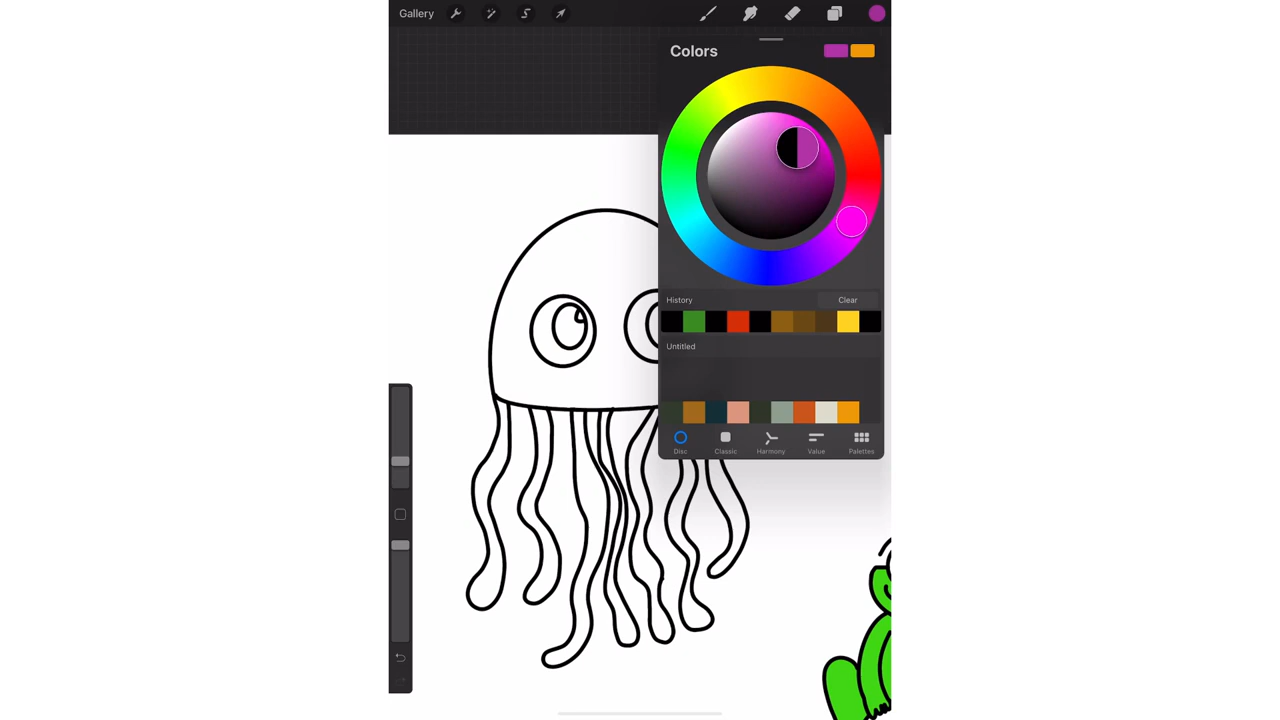 Gallery
Colors
History Clear
Untitled
Disc Classic Harmony Value Palettes